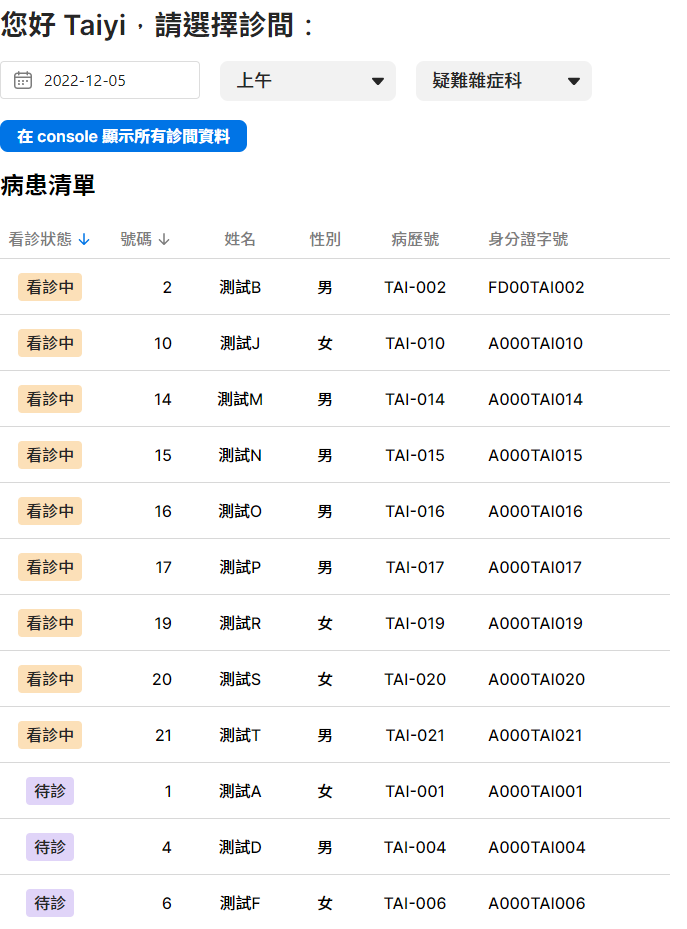 您好 Taiyi，請選擇診間：
2022-12-05 上午 疑難雜症科
在 console 顯示所有診間資料
病患清單
看診狀態 ↓ 號碼 ↓ 姓名 性別 病歷號 身分證字號
看診中 2 測試B 男 TAI-002 FD00TAI002
看診中 10 測試J 女 TAI-010 A000TAI010
看診中 14 測試M 男 TAI-014 A000TAI014
看診中 15 測試N 男 TAI-015 A000TAI015
看診中 16 測試O 男 TAI-016 A000TAI016
看診中 17 測試P 男 TAI-017 A000TAI017
看診中 19 測試R 女 TAI-019 A000TAI019
看診中 20 測試S 女 TAI-020 A000TAI020
看診中 21 測試T 男 TAI-021 A000TAI021
待診 1 測試A 女 TAI-001 A000TAI001
待診 4 測試D 男 TAI-004 A000TAI004
待診 6 測試F 女 TAI-006 A000TAI006